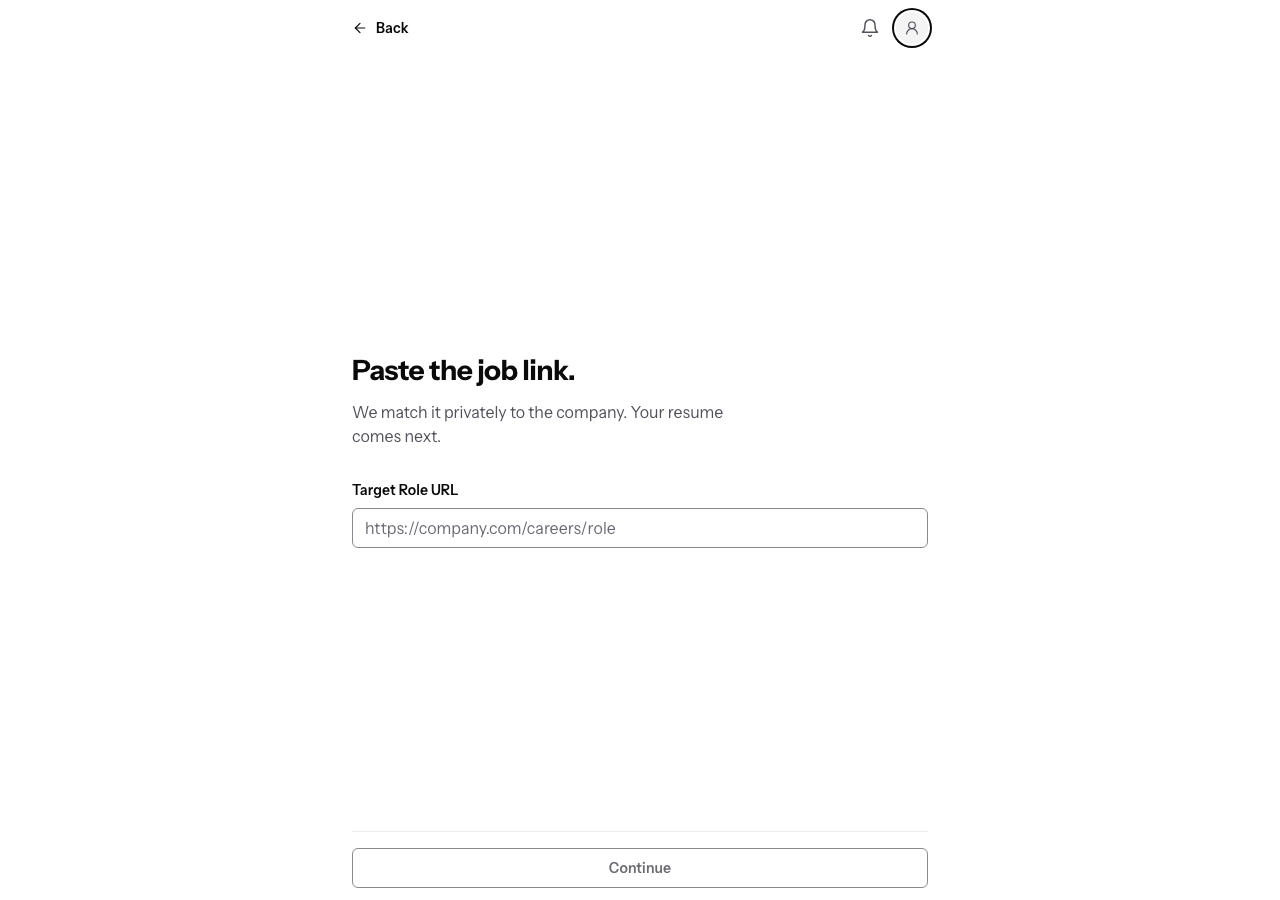 Back
Paste the job link.
We match it privately to the company. Your resume
comes next.
Target Role URL
https://company.com/careers/role
Continue